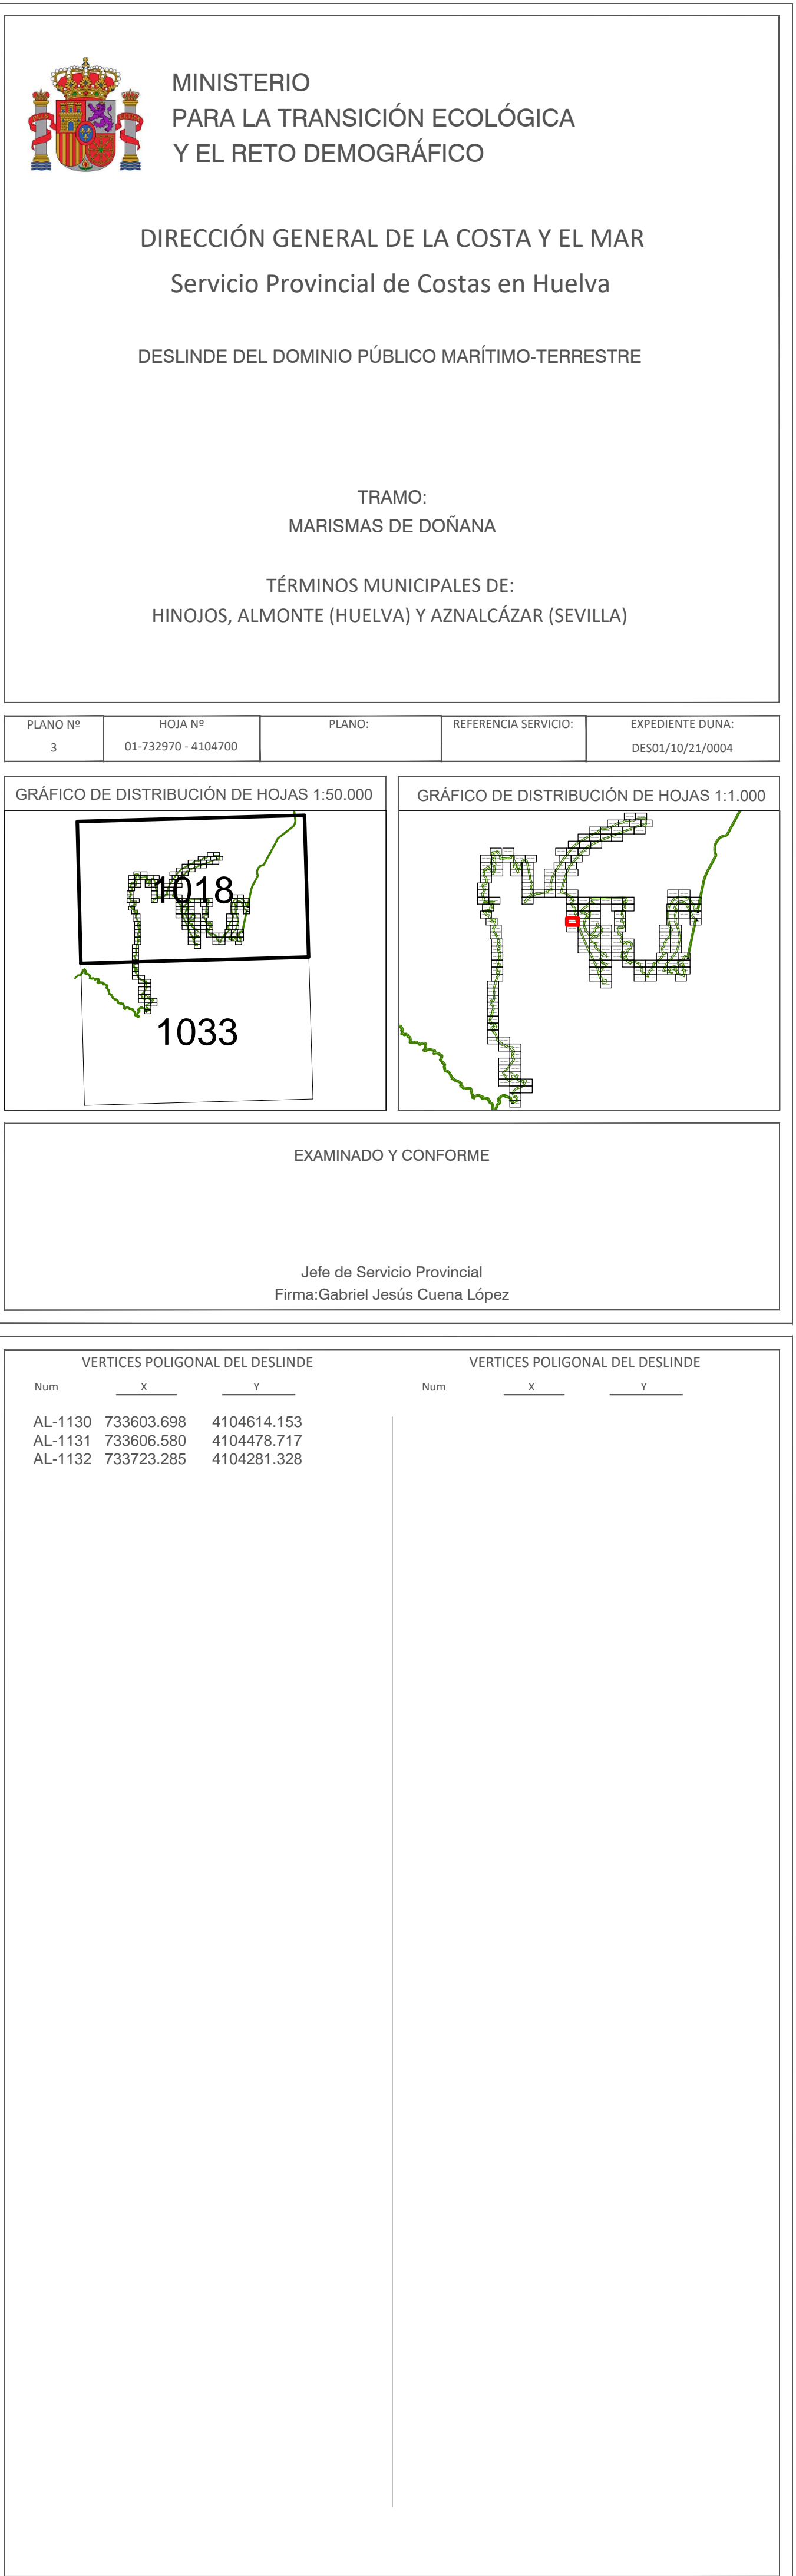 MINISTERIO
PARA LA TRANSICIÓN ECOLÓGICA
Y EL RETO DEMOGRÁFICO
DIRECCIÓN GENERAL DE LA COSTA Y EL MAR
Servicio Provincial de Costas en Huelva
DESLINDE DEL DOMINIO PÚBLICO MARÍTIMO-TERRESTRE
TRAMO:
MARISMAS DE DOÑANA
TÉRMINOS MUNICIPALES DE:
HINOJOS, ALMONTE (HUELVA) Y AZNALCÁZAR (SEVILLA)
PLANO Nº HOJA Nº PLANO: REFERENCIA SERVICIO: EXPEDIENTE DUNA:
3 01-732970 - 4104700 DES01/10/21/0004
GRÁFICO DE DISTRIBUCIÓN DE HOJAS 1:50.000
1018
1033
GRÁFICO DE DISTRIBUCIÓN DE HOJAS 1:1.000
EXAMINADO Y CONFORME
Jefe de Servicio Provincial
Firma:Gabriel Jesús Cuena López
VERTICES POLIGONAL DEL DESLINDE
Num X Y
AL-1130 733603.698 4104614.153
AL-1131 733606.580 4104478.717
AL-1132 733723.285 4104281.328
VERTICES POLIGONAL DEL DESLINDE
Num X Y